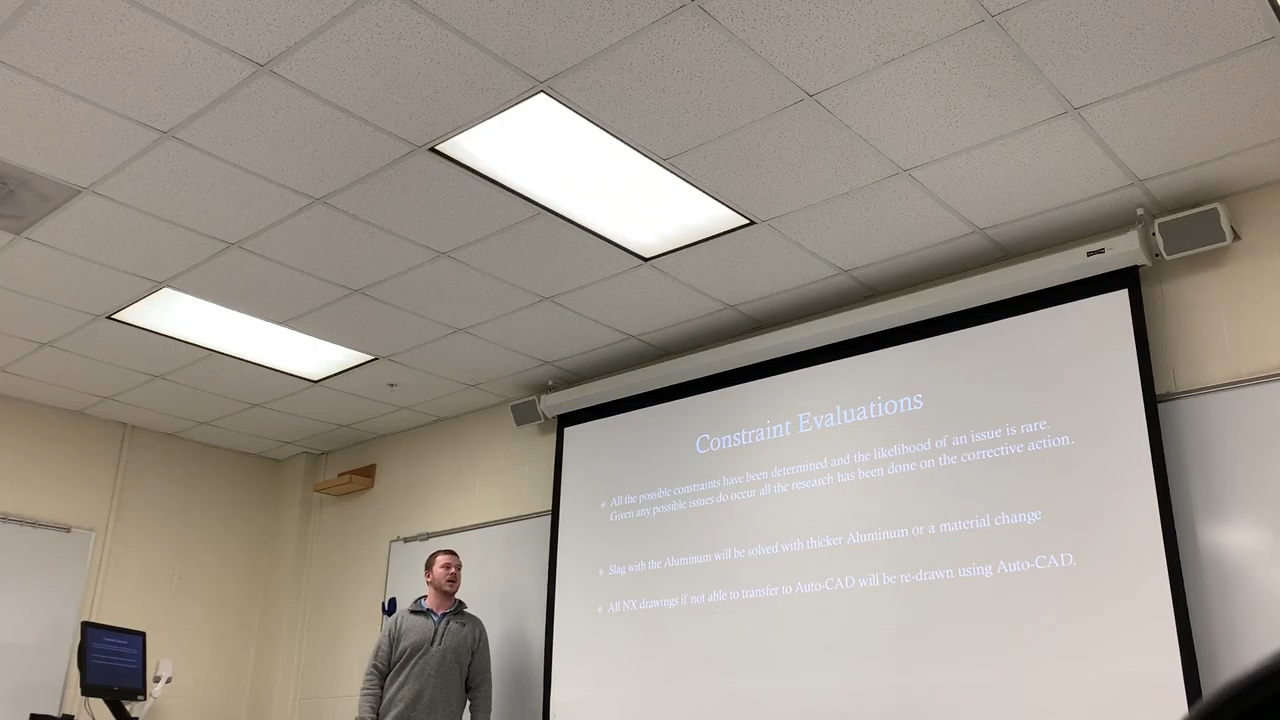 Constraint Evaluations
All the possible constraints have been determined and the likelihood of an issue is rare.
Given any possible issues do occur all the research has been done on the corrective action.
Slag with the Aluminum will be solved with thicker Aluminum or a material change
All NX drawings if not able to transfer to Auto-CAD will be re-drawn using Auto-CAD.